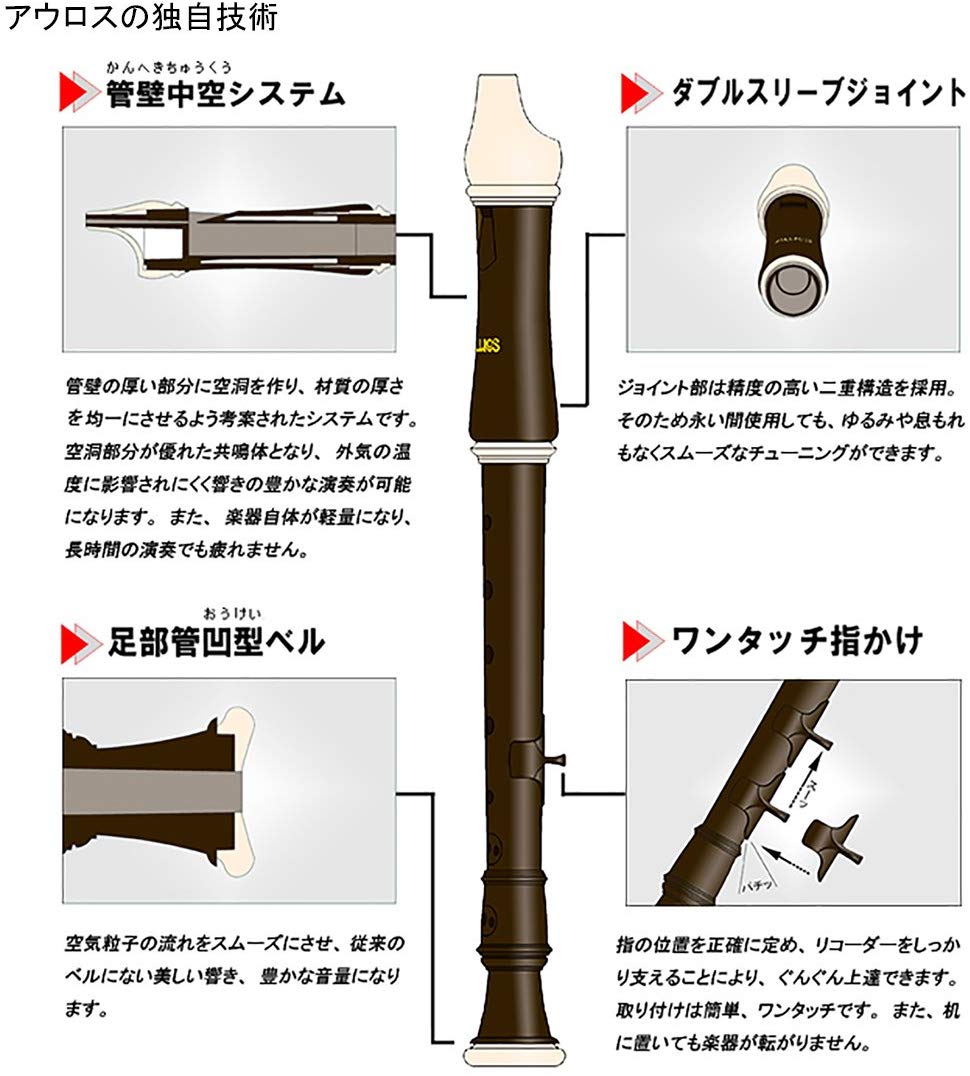 アウロスの独自技術
かんへきちゅうくう
管壁中空システム
管壁の厚い部分に空洞を作り、材質の厚さ
を均一にさせるよう考案されたシステムです。
空洞部分が優れた共鳴体となり、外気の温
度に影響されにくく響きの豊かな演奏が可能
になります。また、楽器自体が軽量になり、
長時間の演奏でも疲れません。
ダブルスリーブジョイント
ジョイント部は精度の高い二重構造を採用。
そのため永い間使用しても、ゆるみや息もれ
もなくスムーズなチューニングができます。
おうけい
足部管凹型ベル
空気粒子の流れをスムーズにさせ、従来の
ベルにない美しい響き、豊かな音量になり
ます。
ワンタッチ指かけ
スーッ
パチッ
指の位置を正確に定め、リコーダーをしっか
り支えることにより、ぐんぐん上達できます。
取り付けは簡単、ワンタッチです。また、机
に置いても楽器が転がりません。